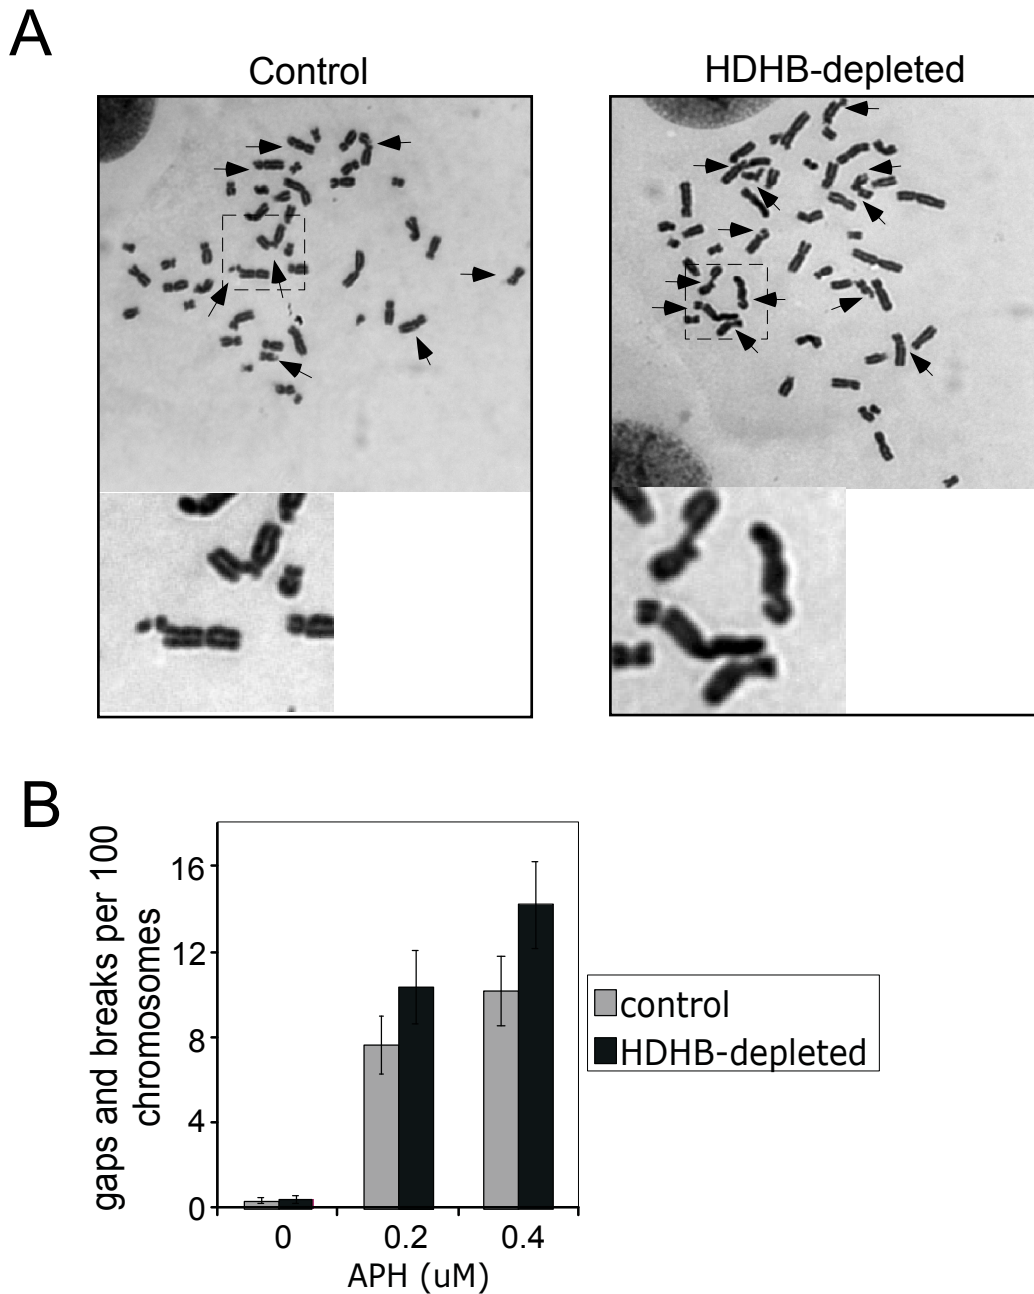 A
Control
HDHB-depleted
B
gaps and breaks per 100
chromosomes
16
12
8
4
0
0
0.2
0.4
APH (uM)
control
HDHB-depleted